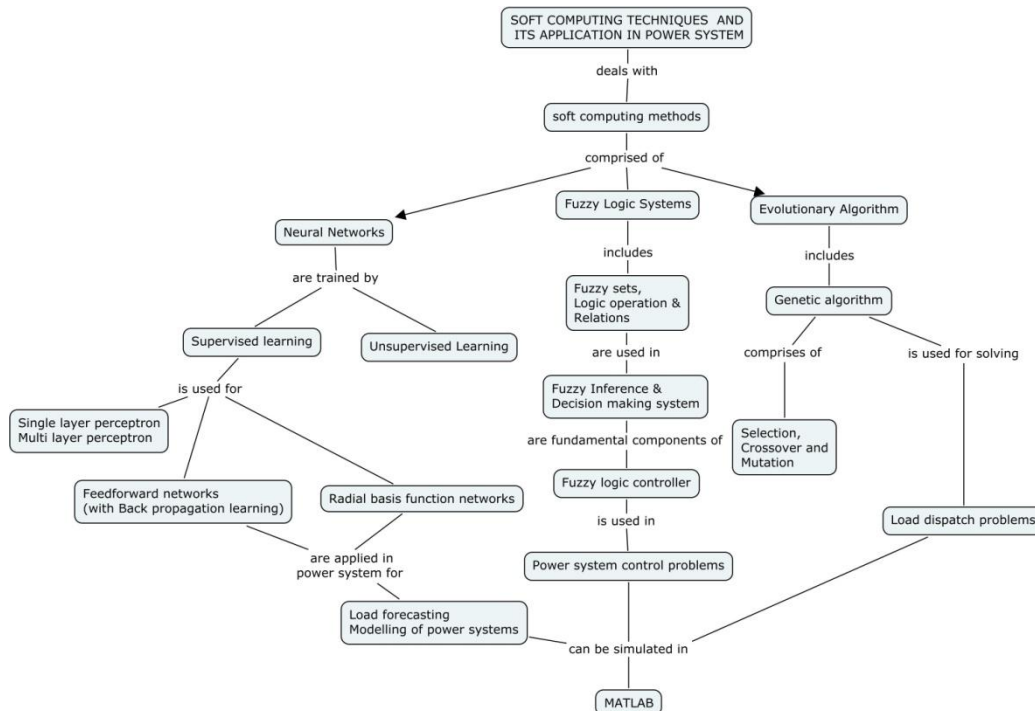 SOFT COMPUTING TECHNIQUES AND
ITS APPLICATION IN POWER SYSTEM
deals with
soft computing methods
comprised of
Neural Networks
Fuzzy Logic Systems
Evolutionary Algorithm
are trained by
includes
includes
Supervised learning
Unsupervised Learning
Fuzzy sets,
Logic operation &
Relations
Genetic algorithm
is used for
are used in
comprises of
is used for solving
Single layer perceptron
Multi layer perceptron
Fuzzy Inference &
Decision making system
Selection,
Crossover and
Mutation
are fundamental components of
Feedforward networks
(with Back propagation learning)
Radial basis function networks
Fuzzy logic controller
Load dispatch problems
is used in
are applied in
power system for
Power system control problems
Load forecasting
Modelling of power systems
can be simulated in
MATLAB